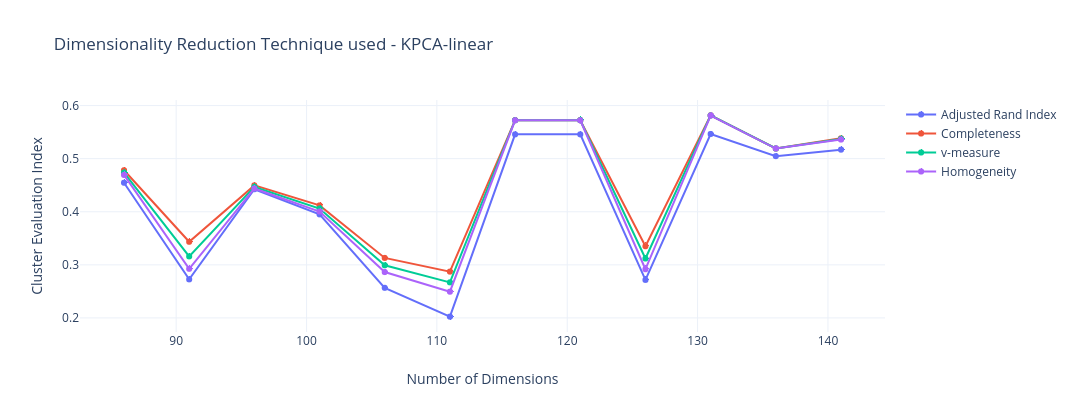 Dimensionality Reduction Technique used - KPCA-linear
Cluster Evaluation Index
0.6
0.5
0.4
0.3
0.2
90
100
110
120
130
140
Number of Dimensions
Adjusted Rand Index
Completeness
v-measure
Homogeneity